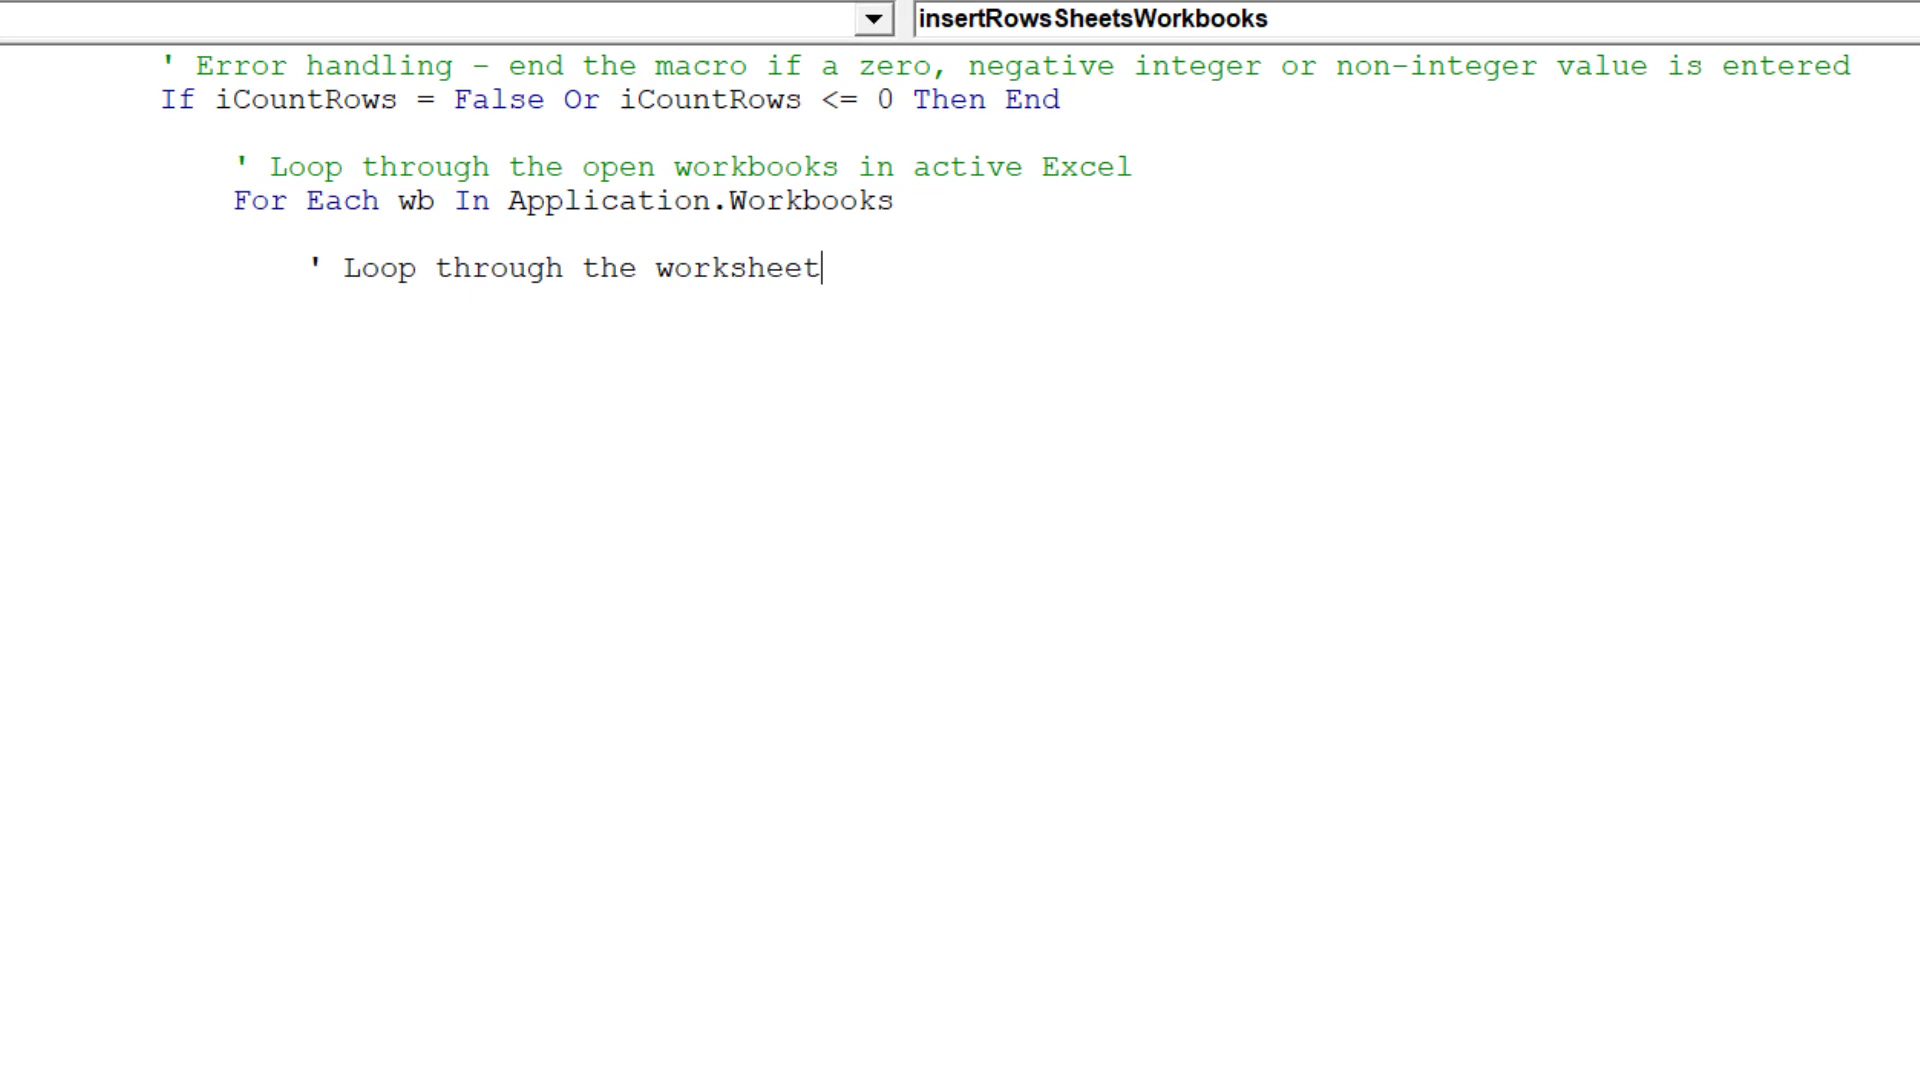 insertRowsSheetsWorkbooks
' Error handling - end the macro if a zero, negative integer or non-integer value is entered
If iCountRows = False Or iCountRows <= 0 Then End
' Loop through the open workbooks in active Excel
For Each wb In Application.Workbooks
' Loop through the worksheet